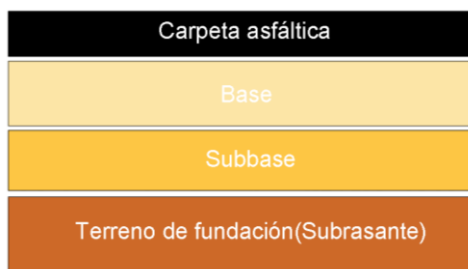 Carpeta asfáltica
Base
Subbase
Terreno de fundación(Subrasante)